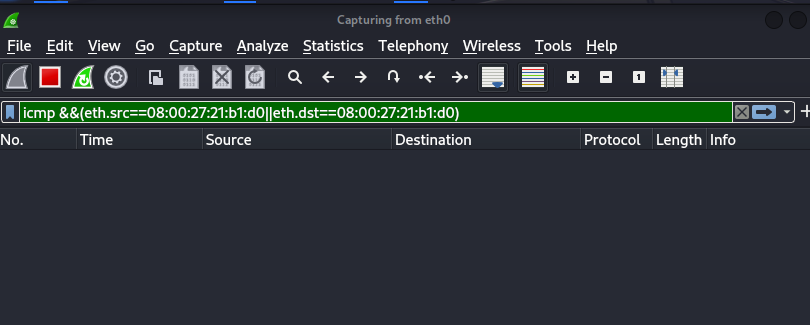 Capturing from eth0
File Edit View Go Capture Analyze Statistics Telephony Wireless Tools Help
icmp &&(eth.src==08:00:27:21:b1:d0||eth.dst==08:00:27:21:b1:d0)
No. Time Source Destination Protocol Length Info